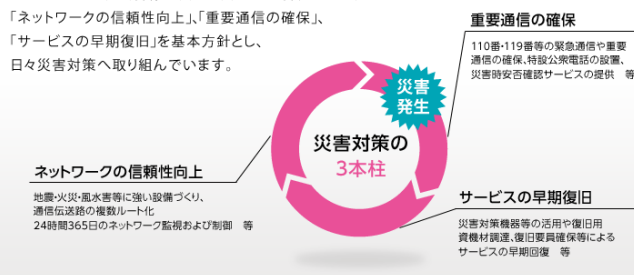 「ネットワークの信頼性向上」、「重要通信の確保」、
「サービスの早期復旧」を基本方針とし、
日々災害対策へ取り組んでいます。
重要通信の確保
110番・119番等の緊急通信や重要
通信の確保、特設公衆電話の設置、
災害時安否確認サービスの提供　等
災害
発生
災害対策の
3本柱
ネットワークの信頼性向上
地震・火災・風水害等に強い設備づくり、
通信伝送路の複数ルート化
24時間365日のネットワーク監視および制御　等
サービスの早期復旧
災害対策機器等の活用や復旧用
資機材調達、復旧要員確保等による
サービスの早期回復　等